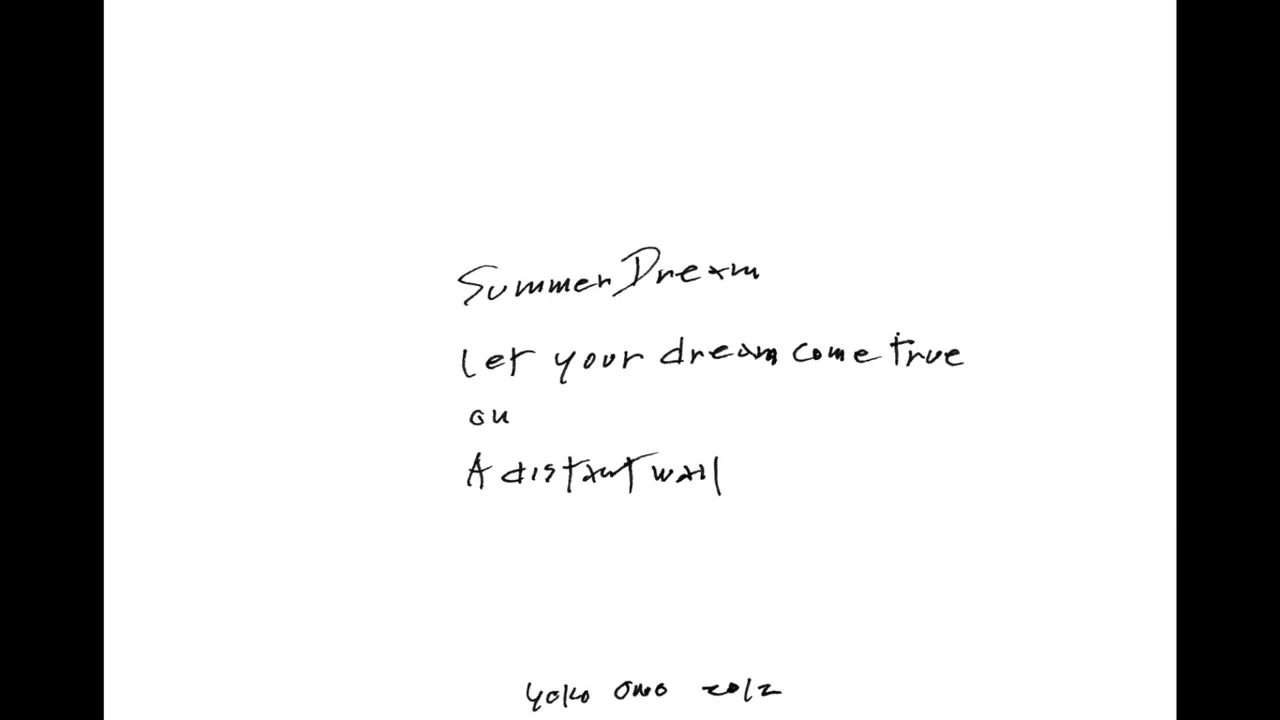 Summer Dream
Let your dream come true
on
A distant wall
yoko ono 2012